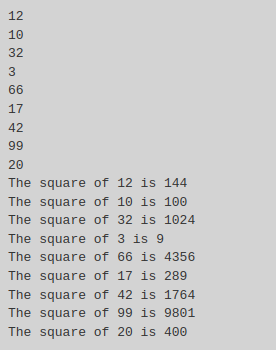 12
10
32
3
66
17
42
99
20
The square of 12 is 144
The square of 10 is 100
The square of 32 is 1024
The square of 3 is 9
The square of 66 is 4356
The square of 17 is 289
The square of 42 is 1764
The square of 99 is 9801
The square of 20 is 400